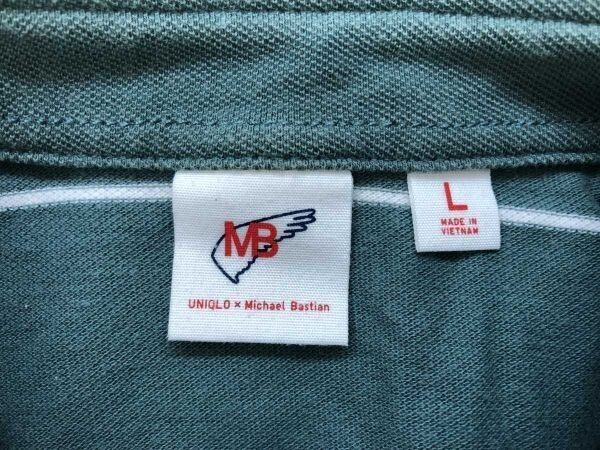 MB
UNIQLO × Michael Bastian
L
MADE IN
VIETNAM